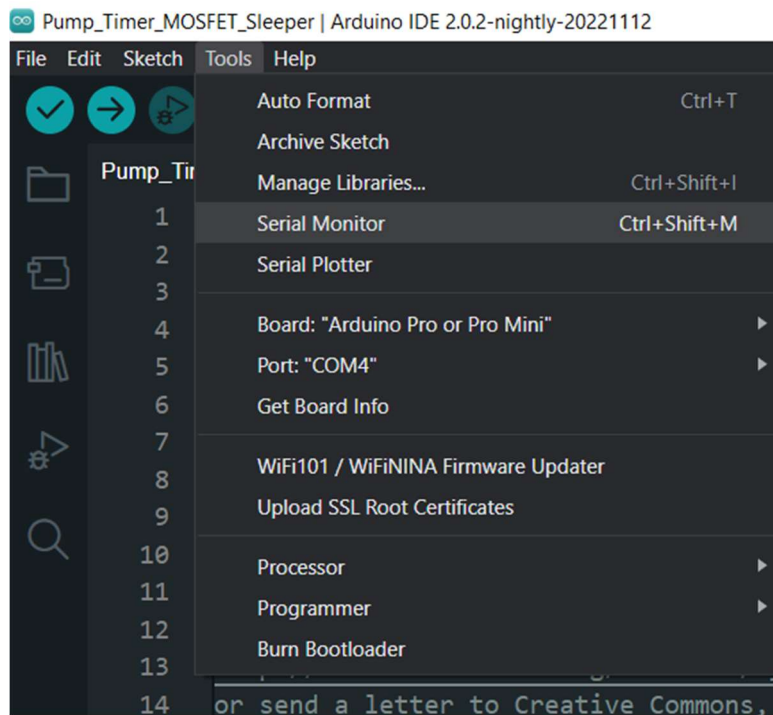 Pump_Timer_MOSFET_Sleeper | Arduino IDE 2.0.2-nightly-20221112
File Edit Sketch Tools Help
Auto Format Ctrl+T
Archive Sketch
Pump_Tir
Manage Libraries... Ctrl+Shift+I
1
Serial Monitor Ctrl+Shift+M
2
Serial Plotter
3
4
Board: "Arduino Pro or Pro Mini"
5
Port: "COM4"
6
Get Board Info
7
8
WiFi101 / WiFiNINA Firmware Updater
9
Upload SSL Root Certificates
10
Processor
11
Programmer
12
Burn Bootloader
13
14 or send a letter to Creative Commons,